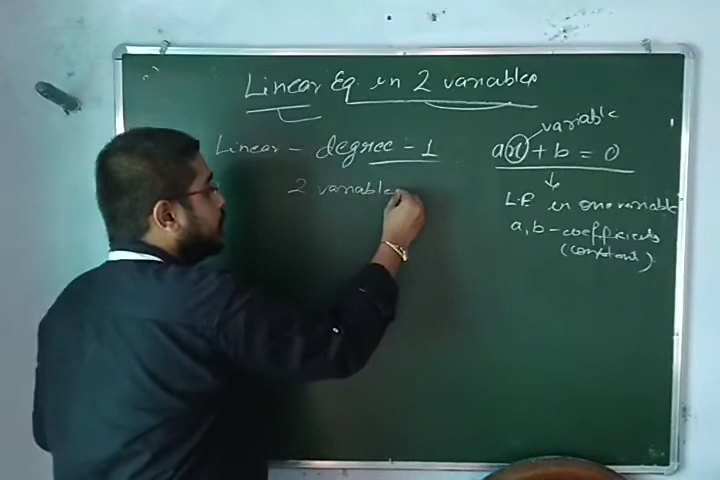 Linear Eq. in 2 variables
Linear - degree - 1
2 variables
variable
ax + b = 0
L.E. in one variable
a, b - coefficients
(constant)